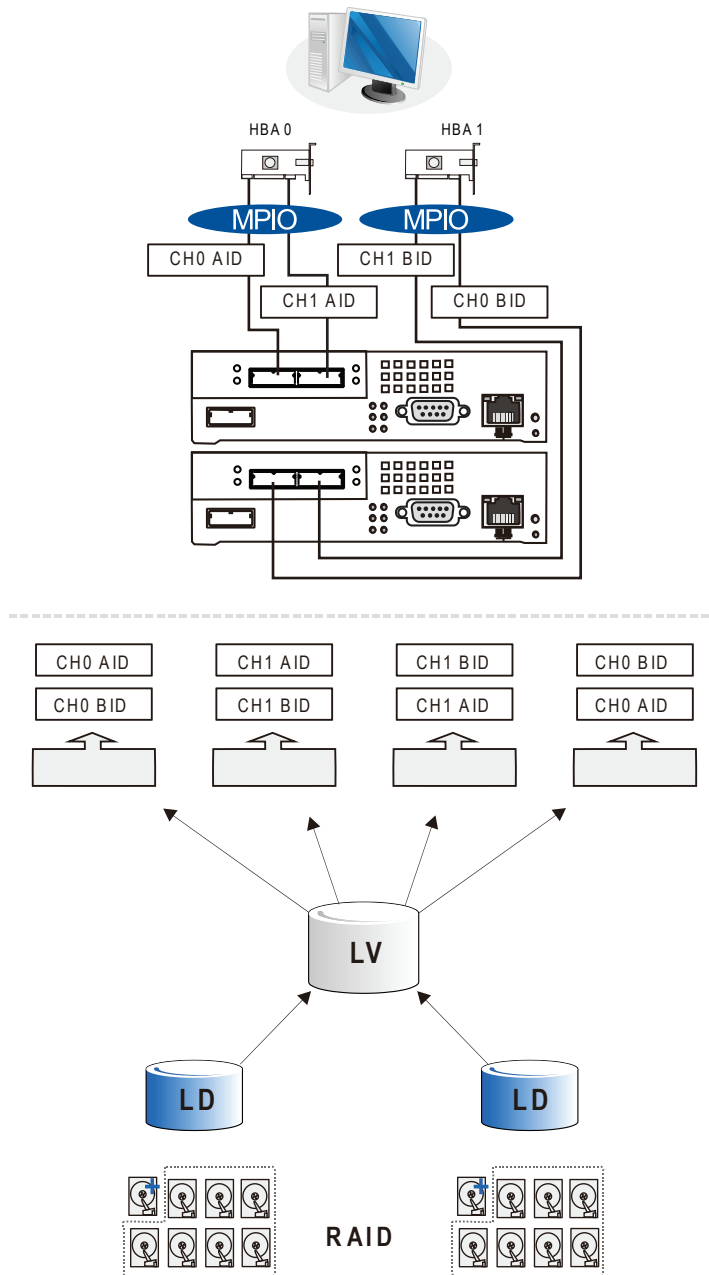 HBA 0 HBA 1
MPIO MPIO
CH0 AID CH1 BID
CH1 AID CH0 BID
CH0 AID CH1 AID CH1 BID CH0 BID
CH0 BID CH1 BID CH1 AID CH0 AID
LV
LD LD
RAID